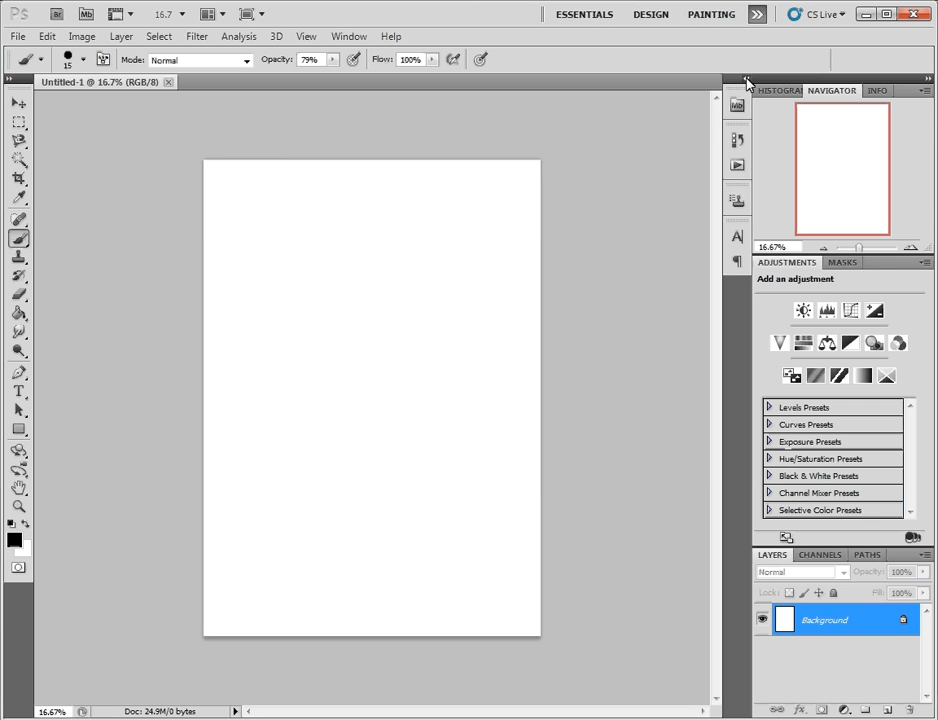 Ps Br Mb 16.7 ESSENTIALS DESIGN PAINTING CS Live
File Edit Image Layer Select Filter Analysis 3D View Window Help
15 Mode: Normal Opacity: 79% Flow: 100%
Untitled-1 @ 16.7% (RGB/8)
HISTOGRA NAVIGATOR INFO
Mb
A
16.67%
ADJUSTMENTS MASKS
Add an adjustment
T
Levels Presets
Curves Presets
Exposure Presets
Hue/Saturation Presets
Black & White Presets
Channel Mixer Presets
Selective Color Presets
LAYERS CHANNELS PATHS
Normal Opacity: 100%
Lock: Fill: 100%
Background
fx
16.67% Doc: 24.9M/0 bytes